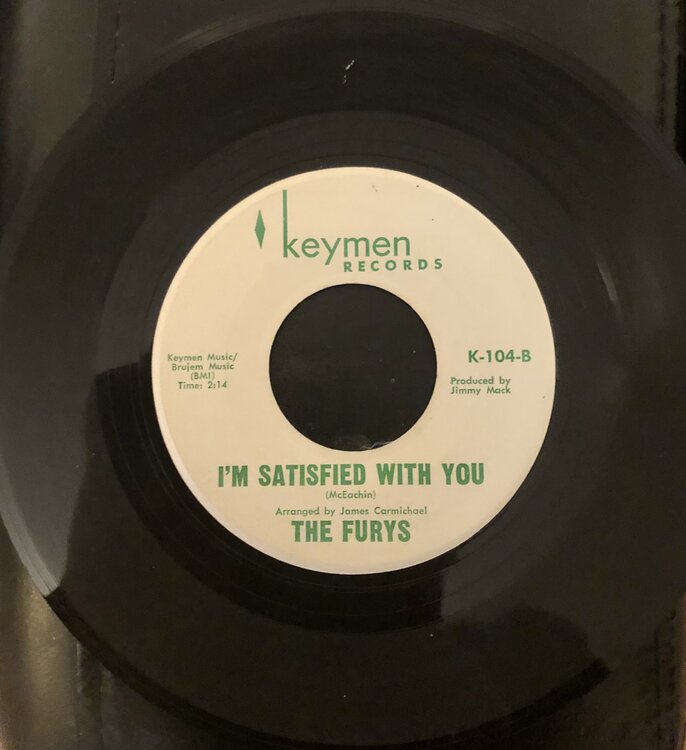 keymen
RECORDS
Keymen Music/
Brujem Music
(BMI)
Time: 2:14
K-104-B
Produced by
Jimmy Mack
I'M SATISFIED WITH YOU
(McEachin)
Arranged by James Carmichael
THE FURYS